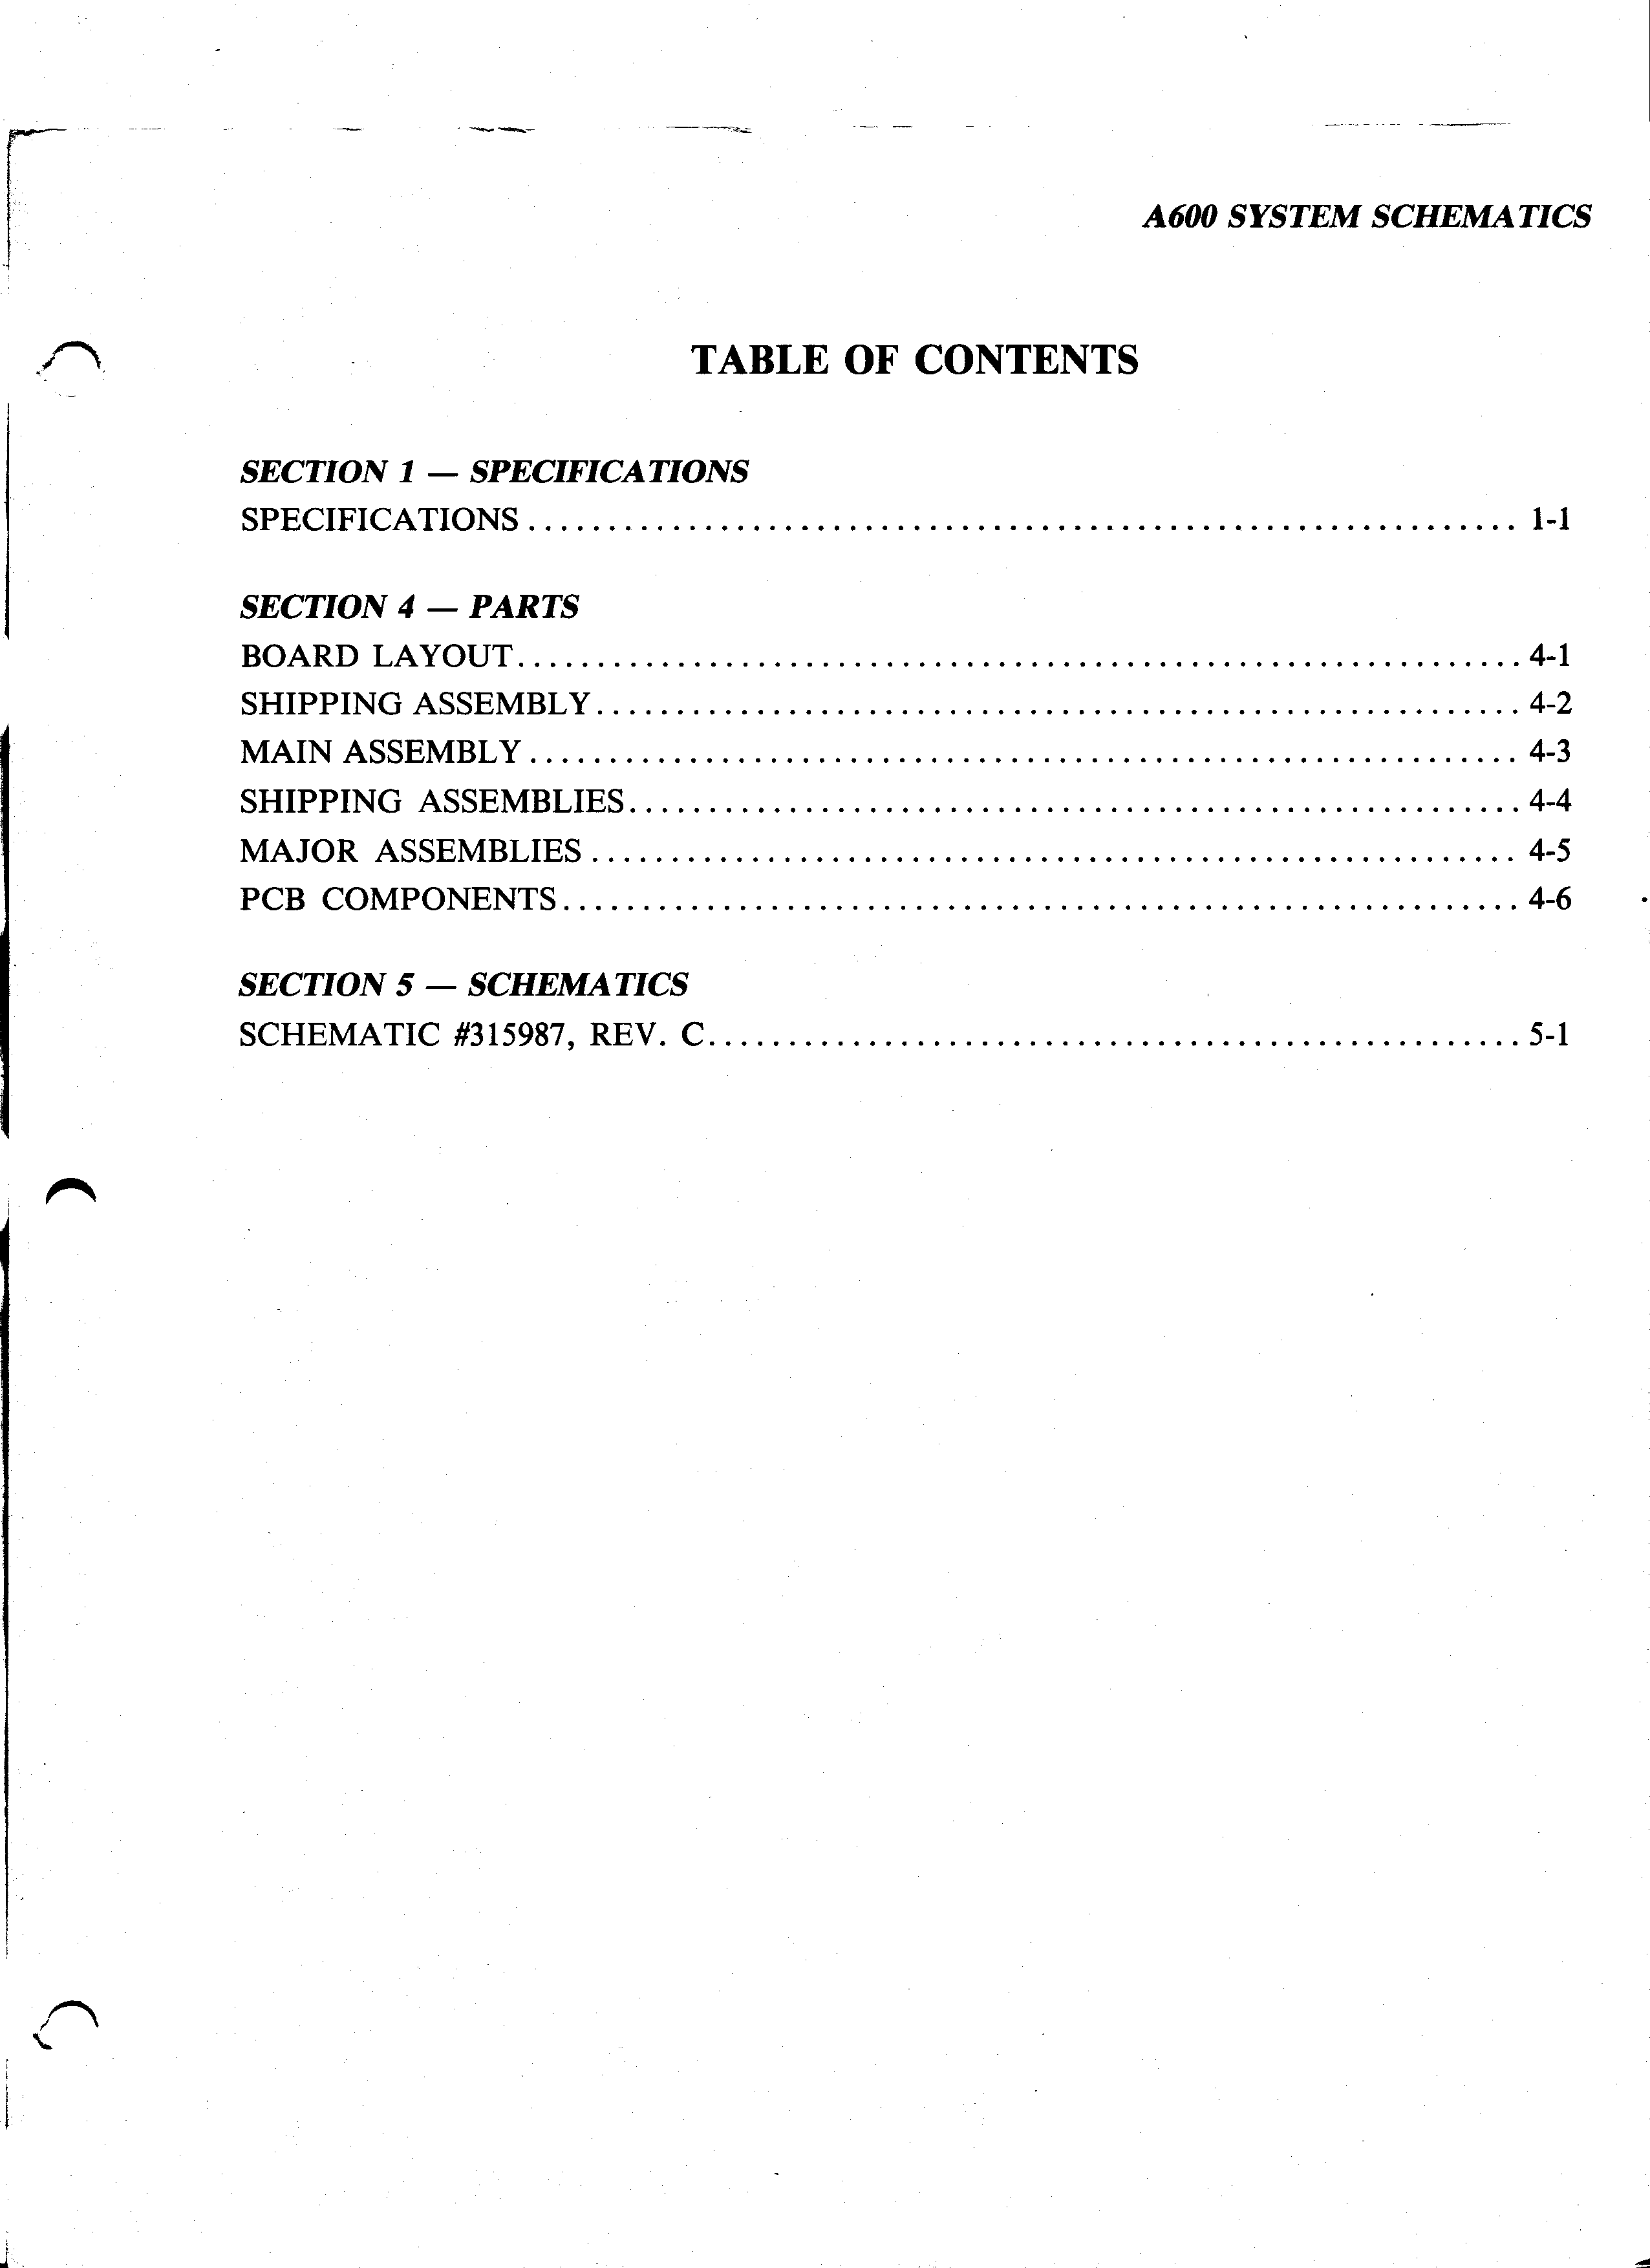 A600 SYSTEM SCHEMATICS
TABLE OF CONTENTS
SECTION 1 — SPECIFICATIONS
SPECIFICATIONS ............................................................. 1-1
SECTION 4 — PARTS
BOARD LAYOUT.............................................................. 4-1
SHIPPING ASSEMBLY......................................................... 4-2
MAIN ASSEMBLY ............................................................. 4-3
SHIPPING ASSEMBLIES....................................................... 4-4
MAJOR ASSEMBLIES ......................................................... 4-5
PCB COMPONENTS........................................................... 4-6
SECTION 5 — SCHEMATICS
SCHEMATIC #315987, REV. C.................................................. 5-1